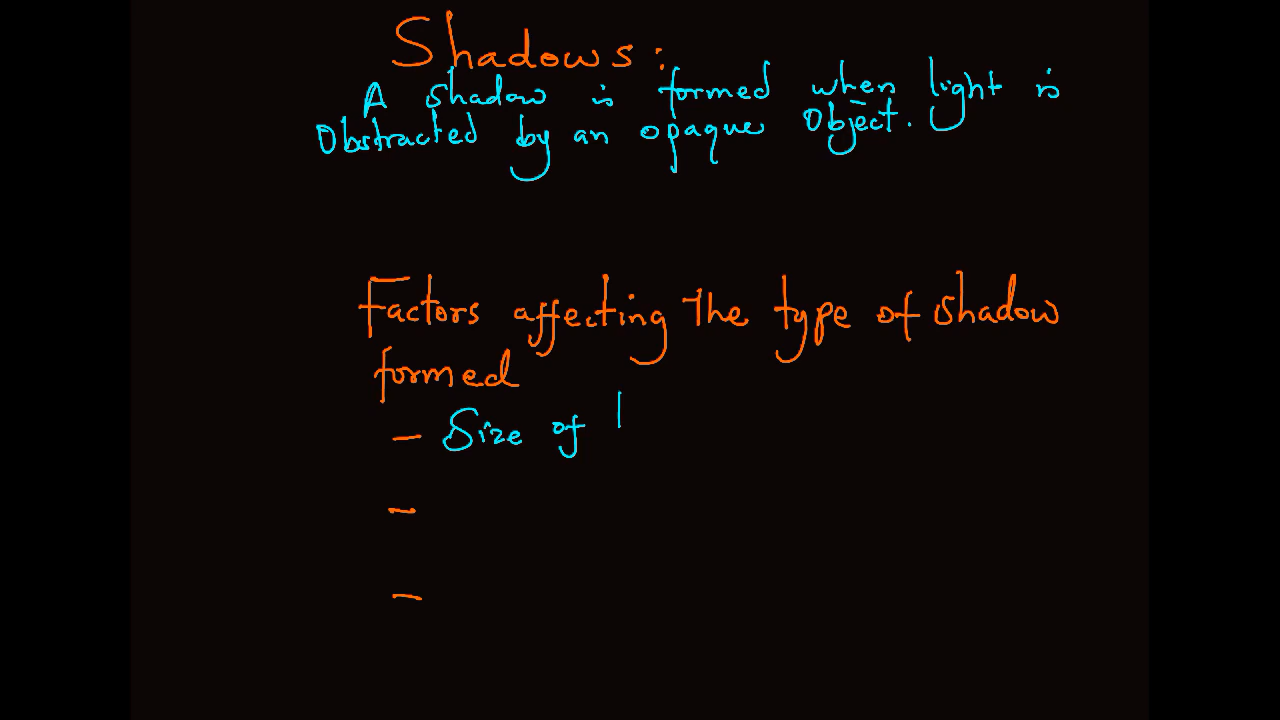 Shadows:
A shadow is formed when light is
Obstracted by an opaque Object.
Factors affecting The type of shadow
formed
- Size of l
-
-